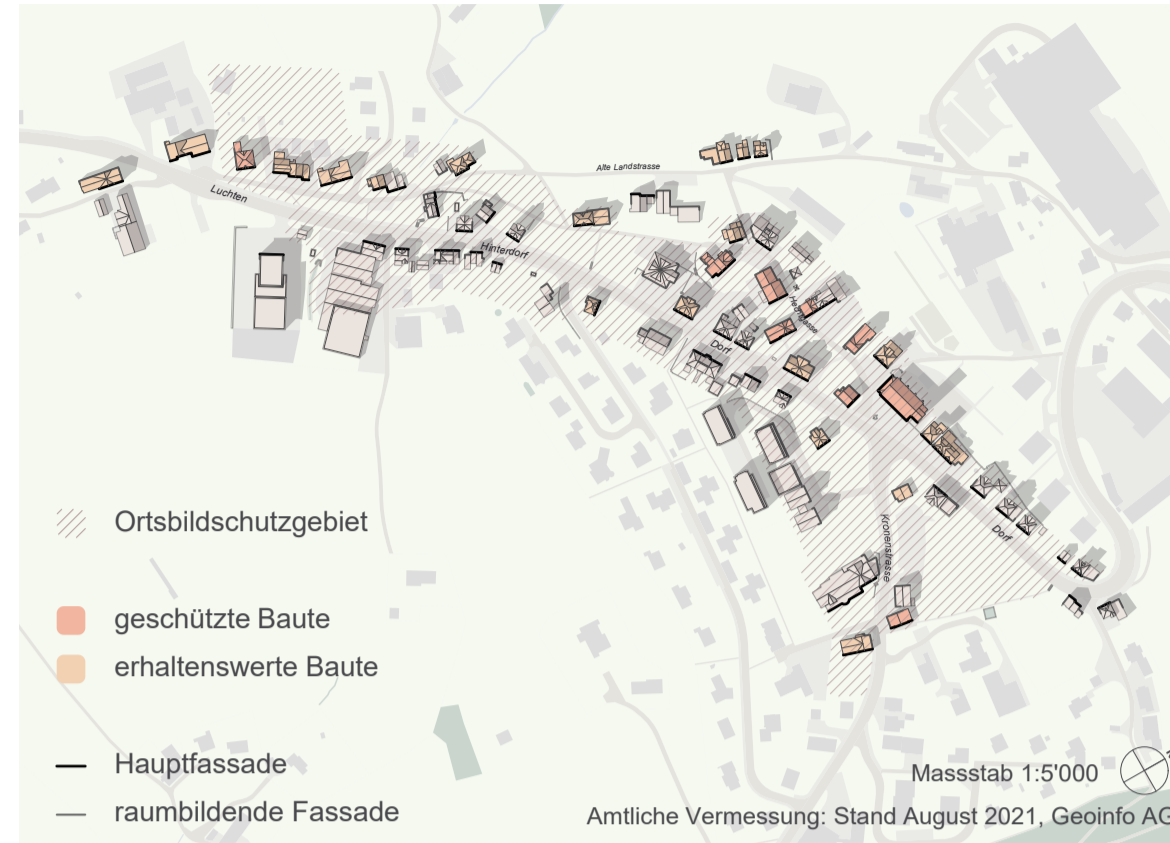 Alte Landstrasse
Luchten
Hinterdorf
Herrngasse
Dorf
Kronenstrasse
Dorf
Ortsbildschutzgebiet
geschützte Baute
erhaltenswerte Baute
Hauptfassade
raumbildende Fassade
Massstab 1:5'000
Amtliche Vermessung: Stand August 2021, Geoinfo AG